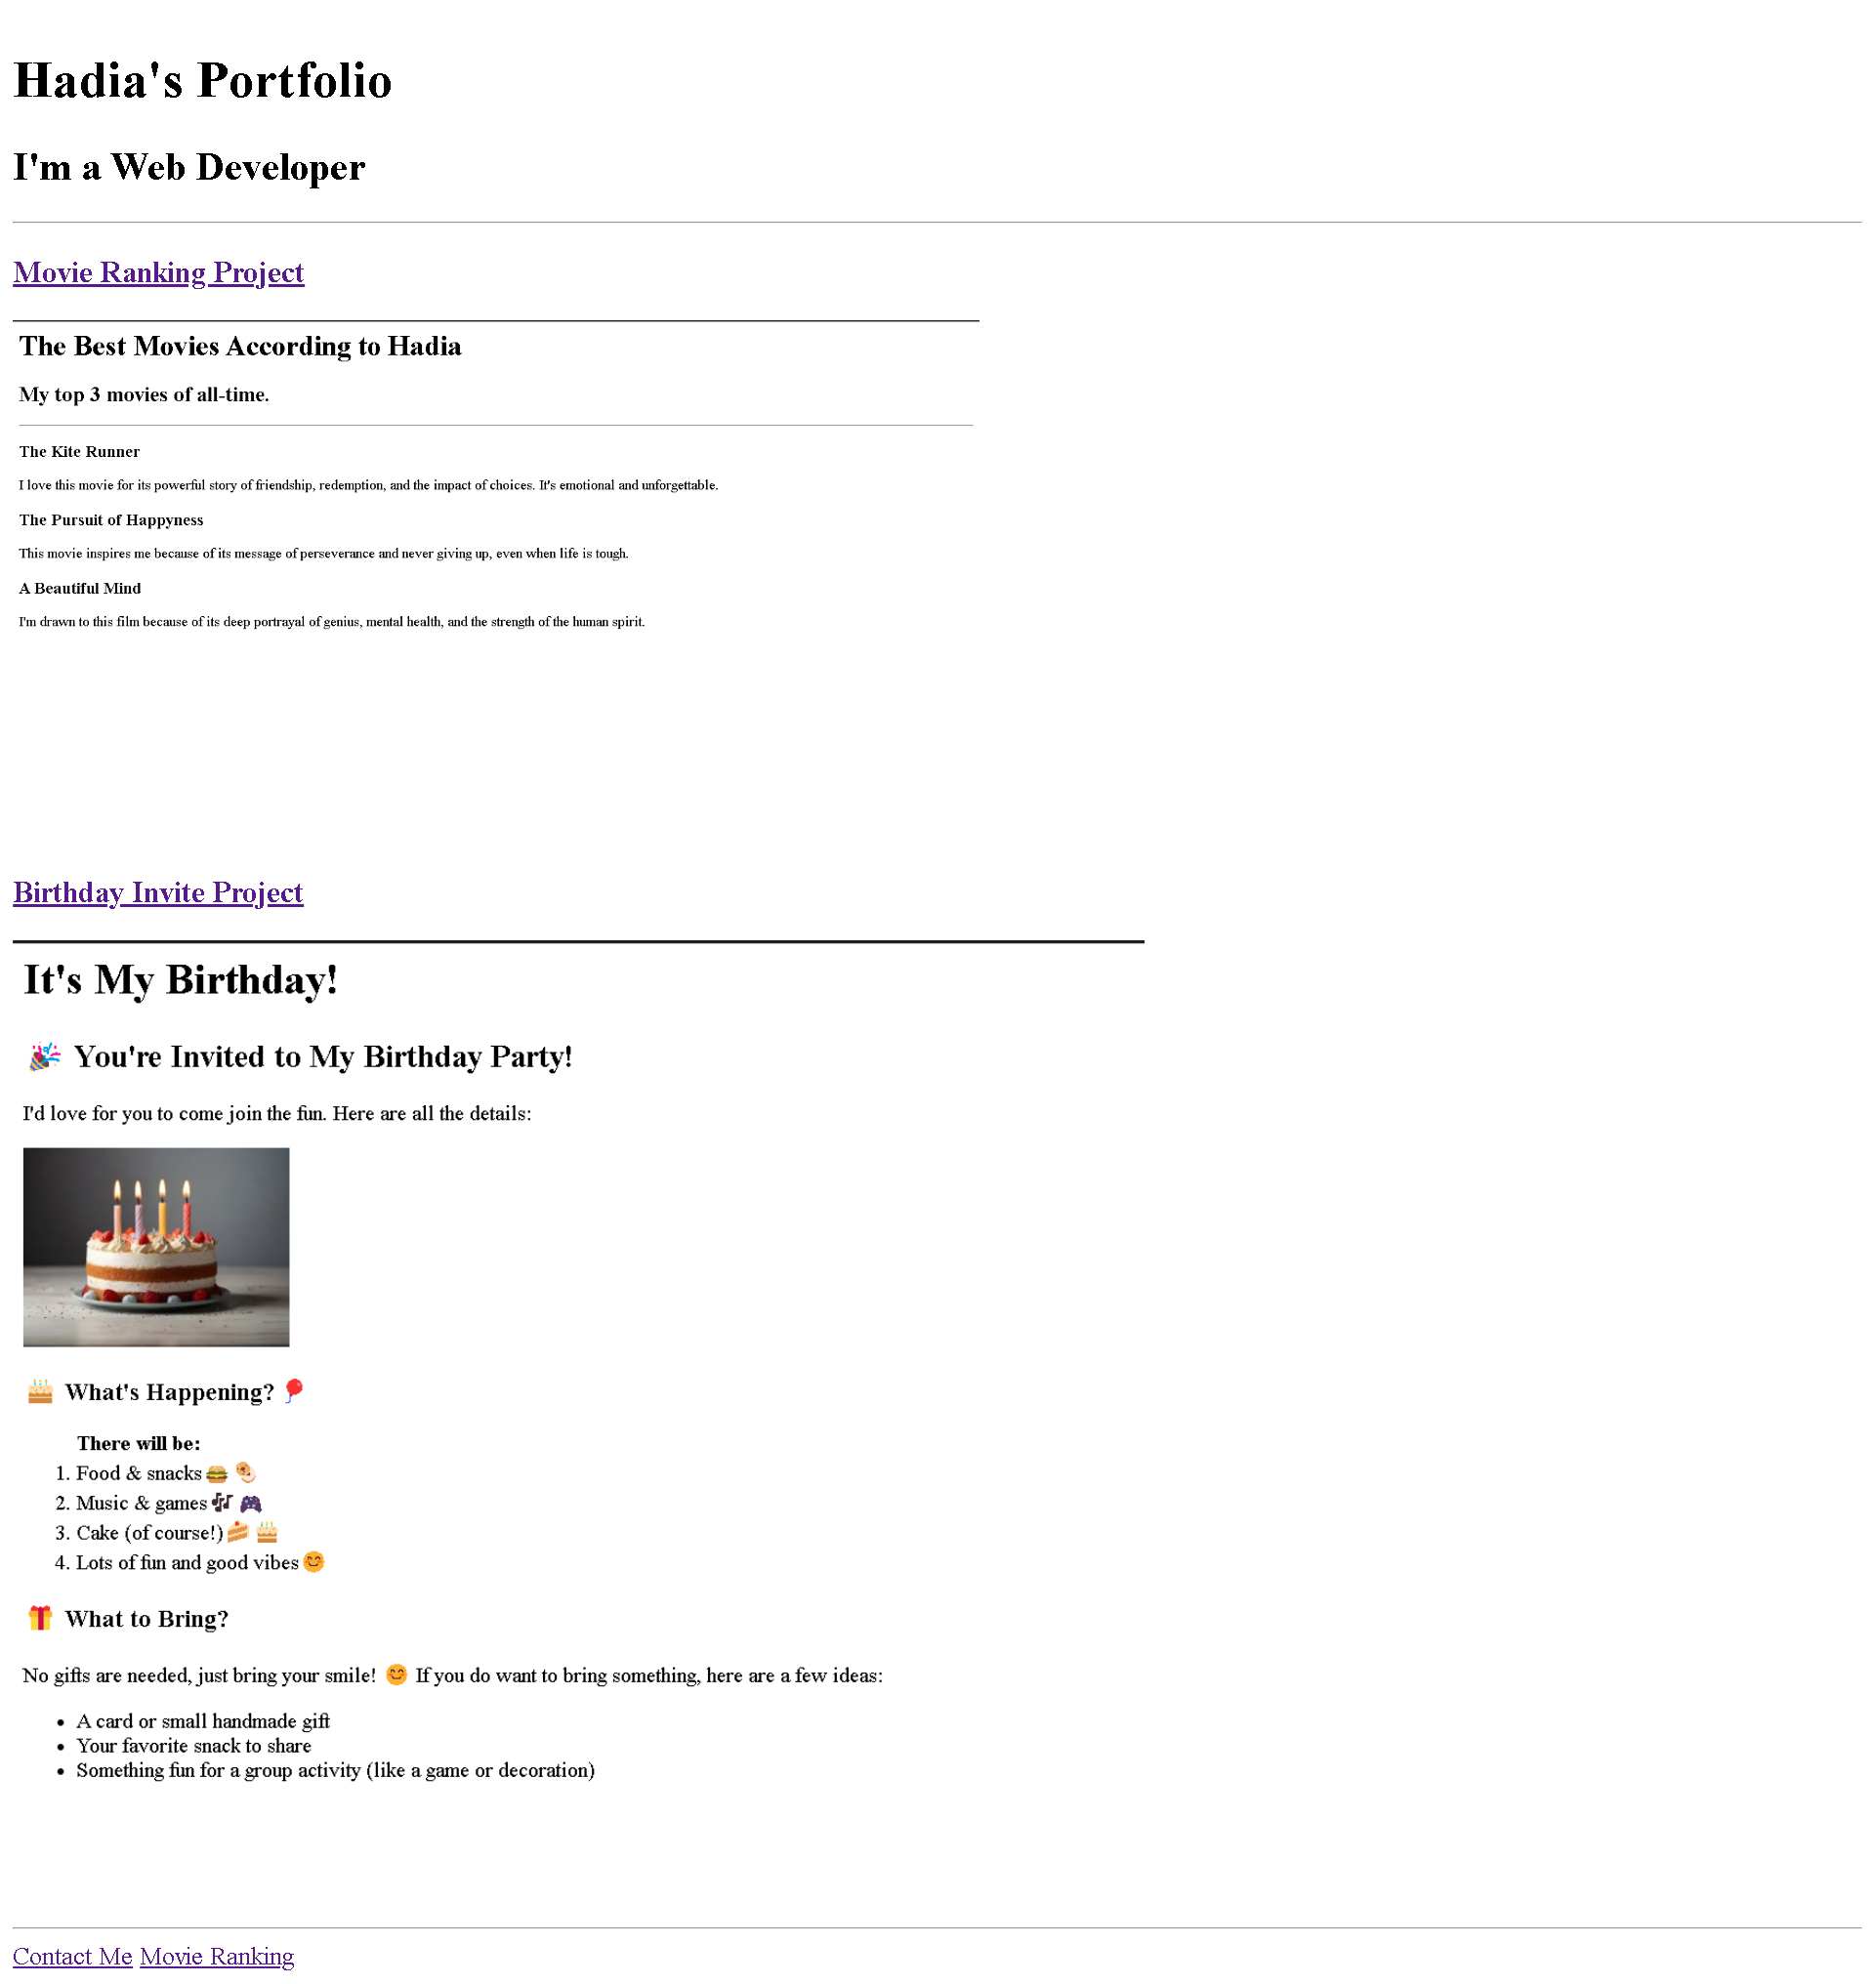 Hadia's Portfolio
I'm a Web Developer
Movie Ranking Project
The Best Movies According to Hadia
My top 3 movies of all-time.
The Kite Runner
I love this movie for its powerful story of friendship, redemption, and the impact of choices. It's emotional and unforgettable.
The Pursuit of Happyness
This movie inspires me because of its message of perseverance and never giving up, even when life is tough.
A Beautiful Mind
I'm drawn to this film because of its deep portrayal of genius, mental health, and the strength of the human spirit.
Birthday Invite Project
It's My Birthday!
🎉 You're Invited to My Birthday Party!
I'd love for you to come join the fun. Here are all the details:
🎂 What's Happening? 🎈
There will be:
1. Food & snacks 🍔 🌯
2. Music & games 🎶 🎮
3. Cake (of course!) 🍰 🎂
4. Lots of fun and good vibes 😊
🎁 What to Bring?
No gifts are needed, just bring your smile! 😊 If you do want to bring something, here are a few ideas:
• A card or small handmade gift
• Your favorite snack to share
• Something fun for a group activity (like a game or decoration)
Contact Me Movie Ranking